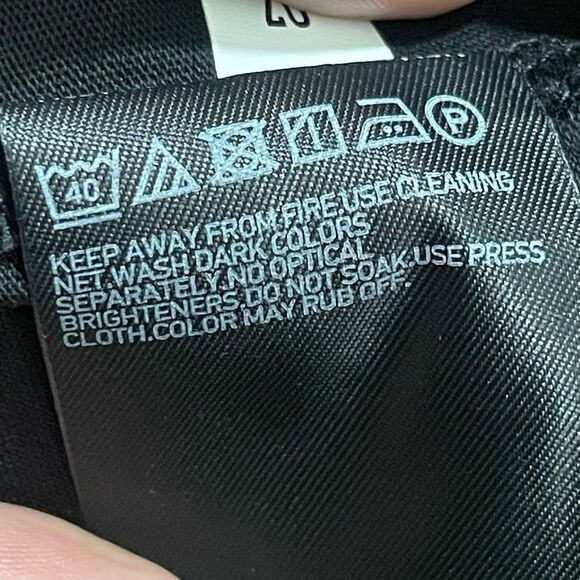 40
P
KEEP AWAY FROM FIRE USE CLEANING
NET.WASH DARK COLORS
SEPARATELY.NO OPTICAL
BRIGHTENERS DO NOT SOAK.USE PRESS
CLOTH.COLOR MAY RUB OFF.